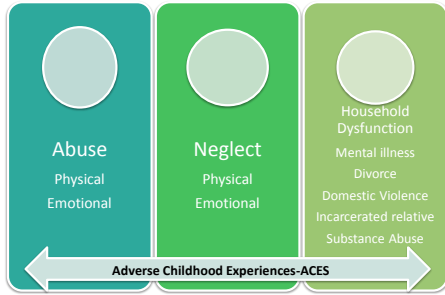 Abuse
Physical
Emotional
Neglect
Physical
Emotional
Household
Dysfunction
Mental illness
Divorce
Domestic Violence
Incarcerated relative
Substance Abuse
Adverse Childhood Experiences-ACES